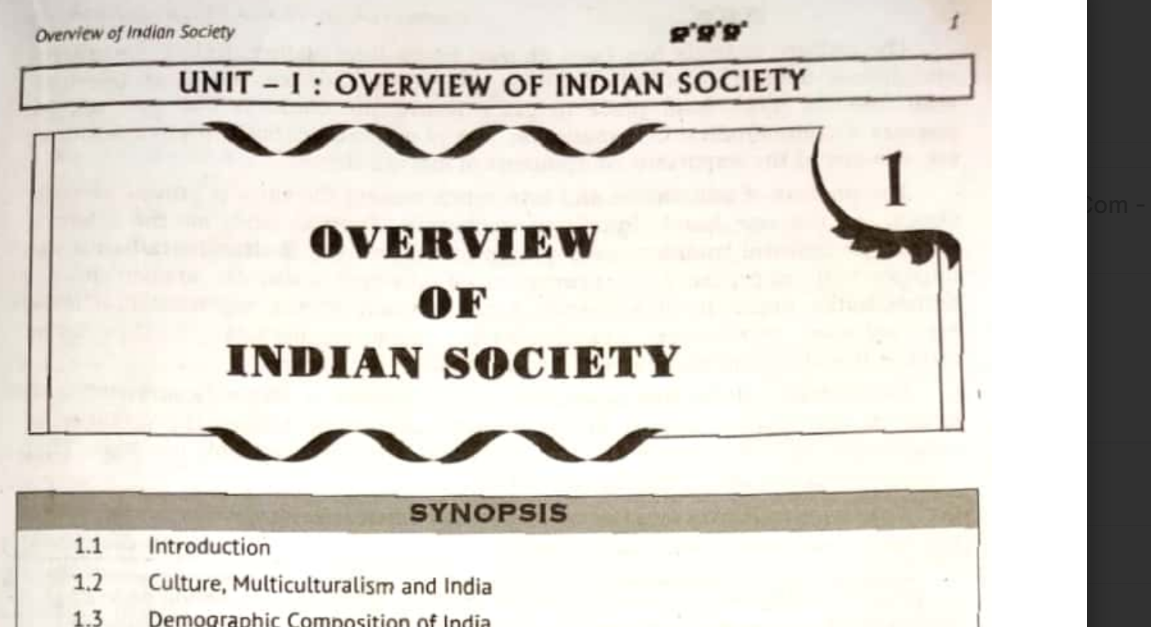 Overview of Indian Society 1
UNIT – I : OVERVIEW OF INDIAN SOCIETY
1
OVERVIEW
OF
INDIAN SOCIETY
SYNOPSIS
1.1 Introduction
1.2 Culture, Multiculturalism and India
1.3 Demographic Composition of India
Com -